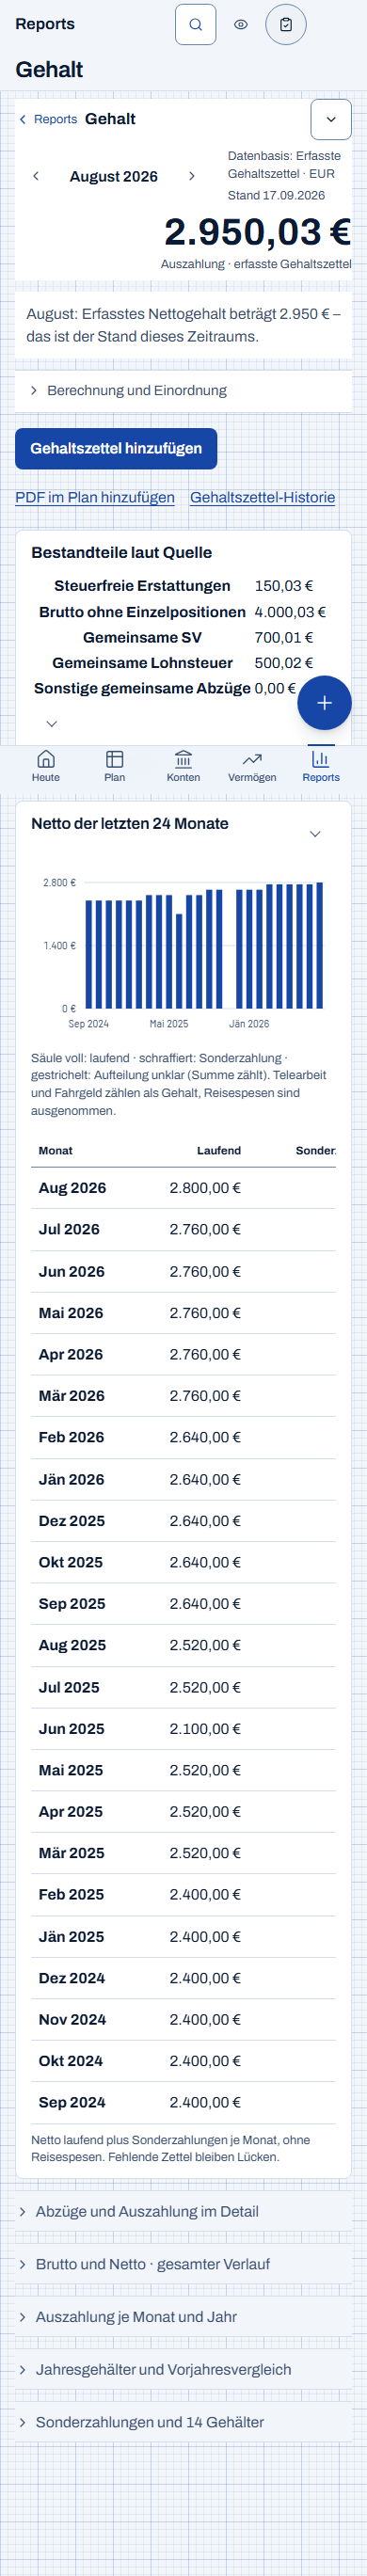 Reports
Gehalt
Reports Gehalt
August 2026
Datenbasis: Erfasste
Gehaltszettel · EUR
Stand 17.09.2026
2.950,03 €
Auszahlung · erfasste Gehaltszettel
August: Erfasstes Nettogehalt beträgt 2.950 € –
das ist der Stand dieses Zeitraums.
Berechnung und Einordnung
Gehaltszettel hinzufügen
PDF im Plan hinzufügen Gehaltszettel-Historie
Bestandteile laut Quelle
Steuerfreie Erstattungen 150,03 €
Brutto ohne Einzelpositionen 4.000,03 €
Gemeinsame SV 700,01 €
Gemeinsame Lohnsteuer 500,02 €
Sonstige gemeinsame Abzüge 0,00 €
Heute Plan Konten Vermögen Reports
Netto der letzten 24 Monate
2.800 €
1.400 €
0 €
Sep 2024 Mai 2025 Jän 2026
Säule voll: laufend · schraffiert: Sonderzahlung ·
gestrichelt: Aufteilung unklar (Summe zählt). Telearbeit
und Fahrgeld zählen als Gehalt, Reisespesen sind
ausgenommen.
Monat Laufend Sonder
Aug 2026 2.800,00 €
Jul 2026 2.760,00 €
Jun 2026 2.760,00 €
Mai 2026 2.760,00 €
Apr 2026 2.760,00 €
Mär 2026 2.760,00 €
Feb 2026 2.640,00 €
Jän 2026 2.640,00 €
Dez 2025 2.640,00 €
Okt 2025 2.640,00 €
Sep 2025 2.640,00 €
Aug 2025 2.520,00 €
Jul 2025 2.520,00 €
Jun 2025 2.100,00 €
Mai 2025 2.520,00 €
Apr 2025 2.520,00 €
Mär 2025 2.520,00 €
Feb 2025 2.400,00 €
Jän 2025 2.400,00 €
Dez 2024 2.400,00 €
Nov 2024 2.400,00 €
Okt 2024 2.400,00 €
Sep 2024 2.400,00 €
Netto laufend plus Sonderzahlungen je Monat, ohne
Reisespesen. Fehlende Zettel bleiben Lücken.
Abzüge und Auszahlung im Detail
Brutto und Netto · gesamter Verlauf
Auszahlung je Monat und Jahr
Jahresgehälter und Vorjahresvergleich
Sonderzahlungen und 14 Gehälter